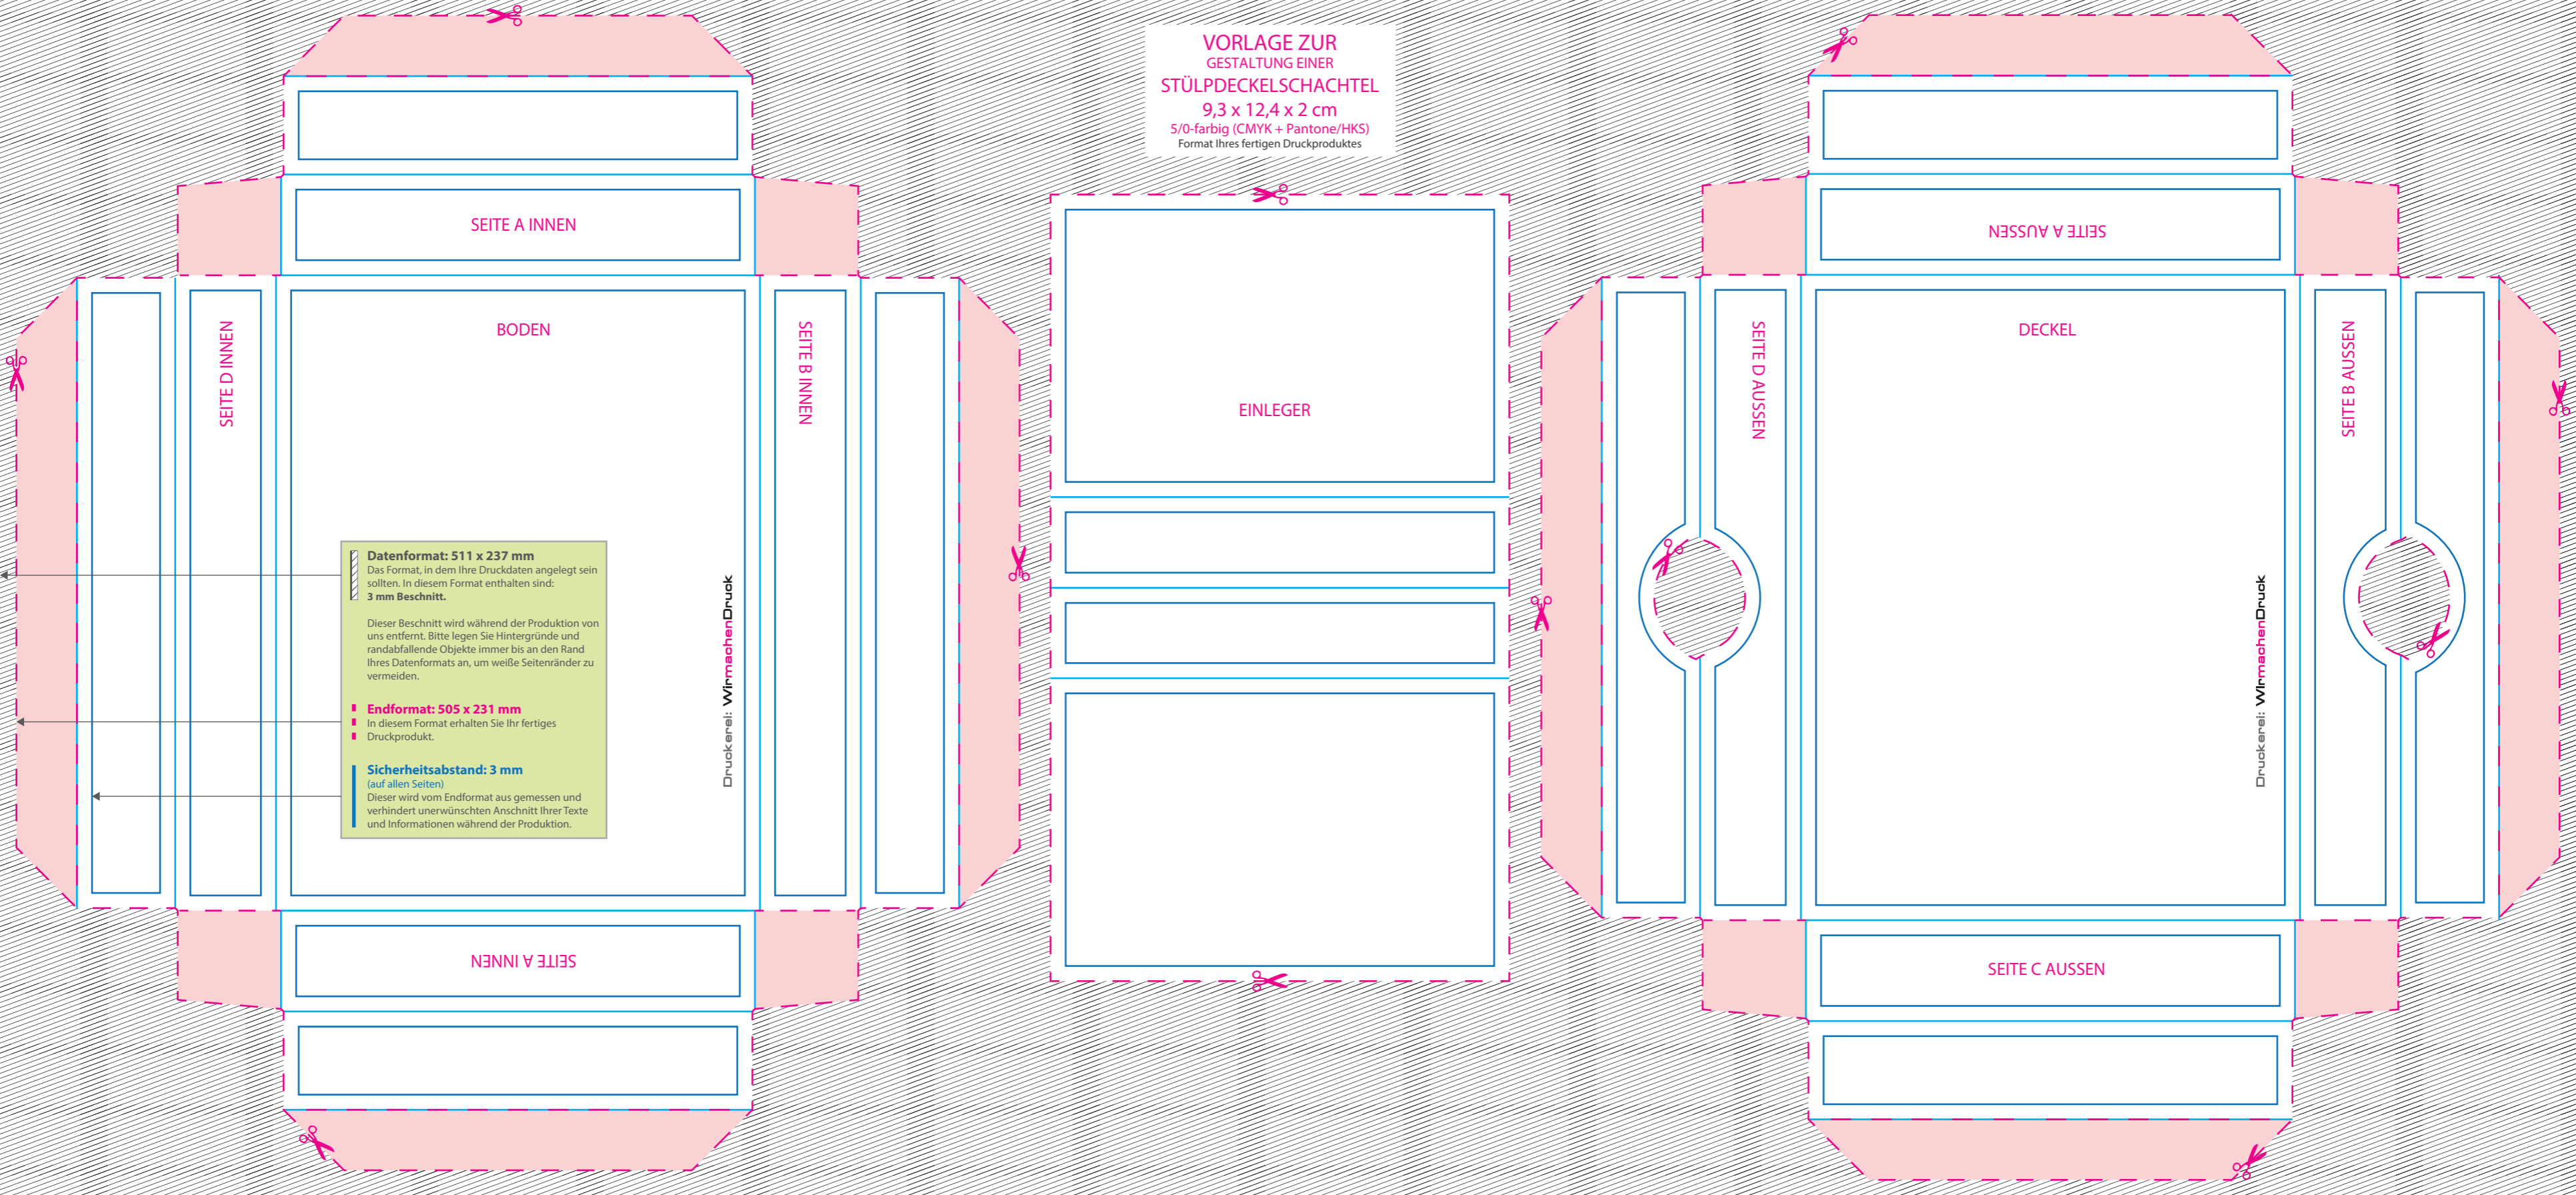 VORLAGE ZUR
GESTALTUNG EINER
STÜLPDECKELSCHACHTEL
9,3 x 12,4 x 2 cm
5/0-farbig (CMYK + Pantone/HKS)
Format Ihres fertigen Druckproduktes
SEITE A INNEN
SEITE D INNEN
BODEN
SEITE B INNEN
Datenformat: 511 x 237 mm
Das Format, in dem Ihre Druckdaten angelegt sein
sollten. In diesem Format enthalten sind:
3 mm Beschnitt.
Dieser Beschnitt wird während der Produktion von
uns entfernt. Bitte legen Sie Hintergründe und
randabfallende Objekte immer bis an den Rand
Ihres Datenformats an, um weiße Seitenränder zu
vermeiden.
Endformat: 505 x 231 mm
In diesem Format erhalten Sie Ihr fertiges
Druckprodukt.
Sicherheitsabstand: 3 mm
(auf allen Seiten)
Dieser wird vom Endformat aus gemessen und
verhindert unerwünschten Anschnitt Ihrer Texte
und Informationen während der Produktion.
Druckerei: WirmachenDruck
SEITE A INNEN
EINLEGER
SEITE A AUSSEN
SEITE D AUSSEN
DECKEL
SEITE B AUSSEN
Druckerei: WirmachenDruck
SEITE C AUSSEN